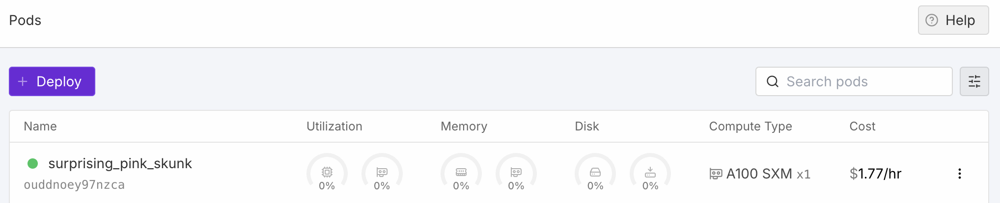 Pods
Help
+ Deploy
Search pods
Name Utilization Memory Disk Compute Type Cost
surprising_pink_skunk
ouddnoey97nzca
0% 0% 0% 0% 0% 0%
A100 SXM x1
$1.77/hr